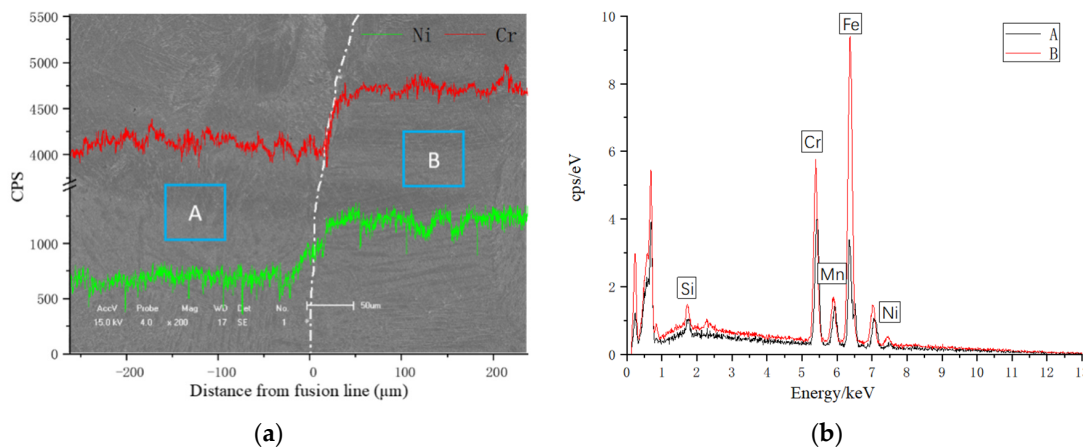 5500
5000
4500
4000
1000
500
0
CPS
Ni Cr
A
B
AccV Probe Mag WD Det No.
15.0 kV 4.0 x 200 17 SE 1
50um
-200 -100 0 100 200
Distance from fusion line (μm)
(a)
10
8
6
4
2
0
cps/eV
A
B
Fe
Cr
Mn
Si
Ni
0 1 2 3 4 5 6 7 8 9 10 11 12 13
Energy/keV
(b)